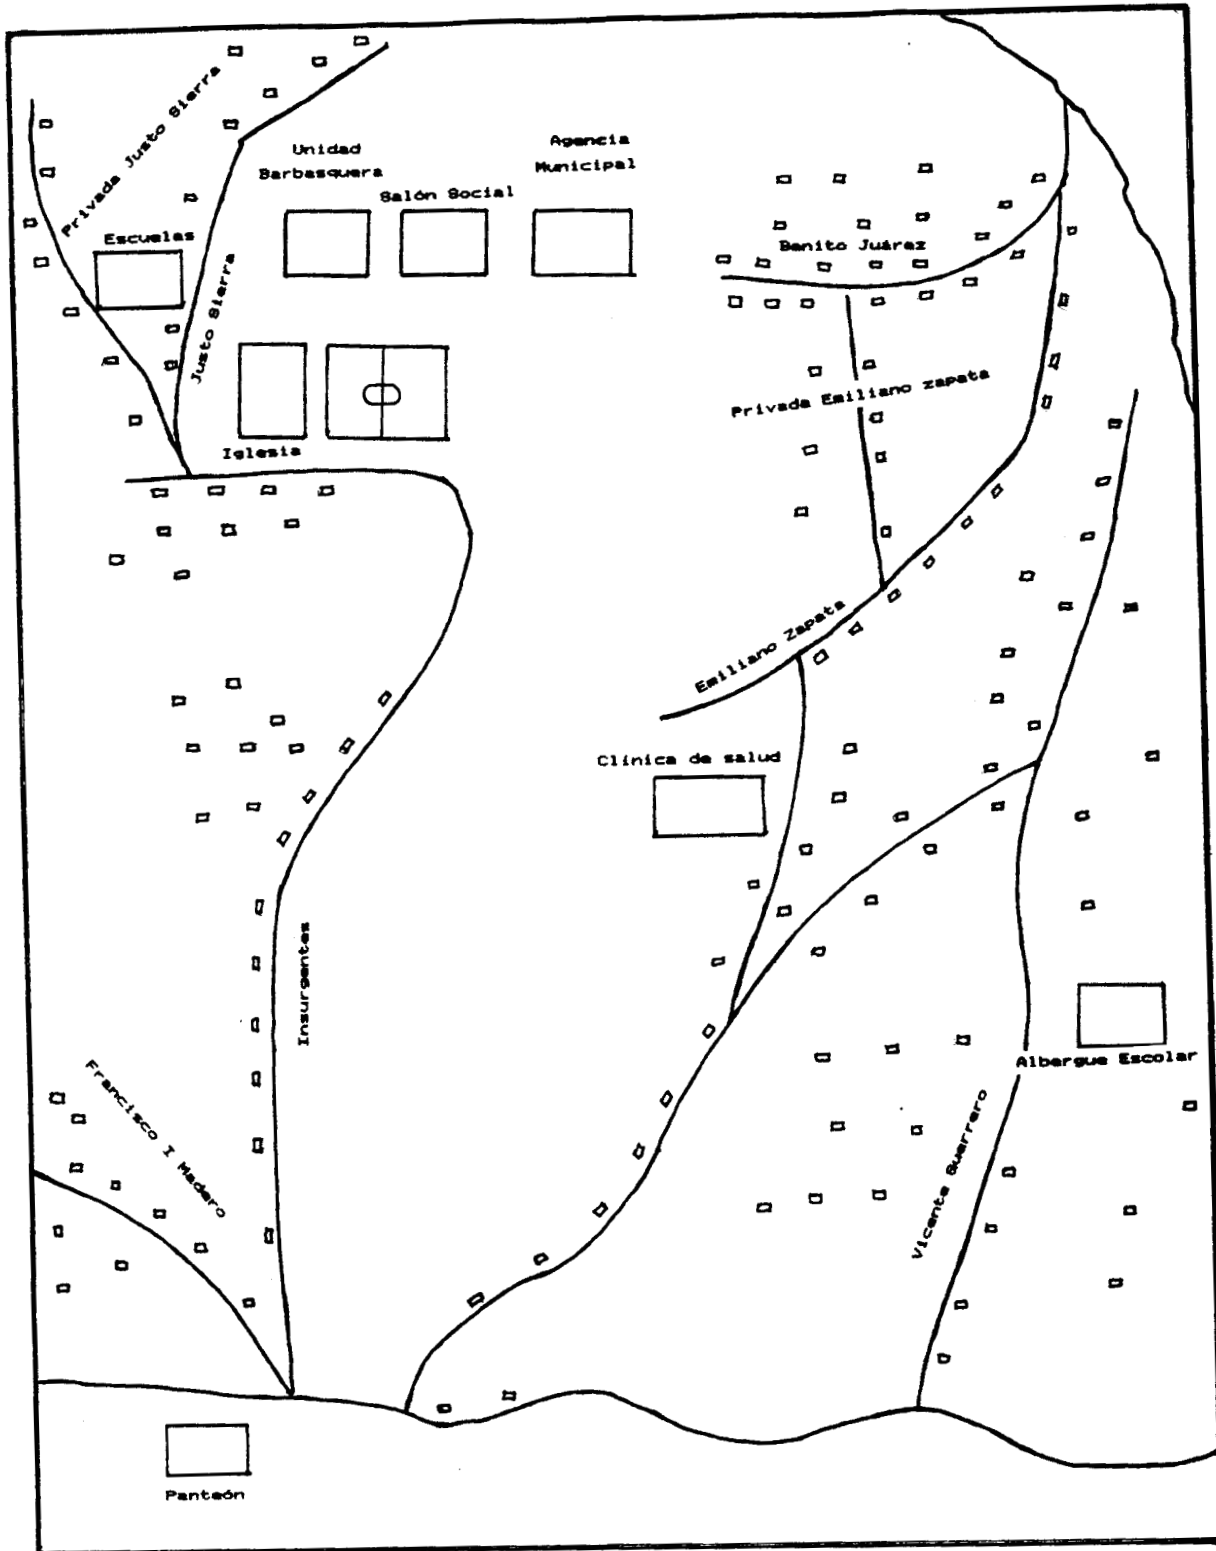 Privada Justo Sierra
Unidad
Barbasquera
Agencia
Municipal
Salón Social
Escuelas
Justo Sierra
Benito Juárez
Privada Emiliano zapata
Iglesia
Emiliano Zapata
Clínica de salud
Insurgentes
Albergue Escolar
Francisco I Madero
Vicente Guerrero
Panteón